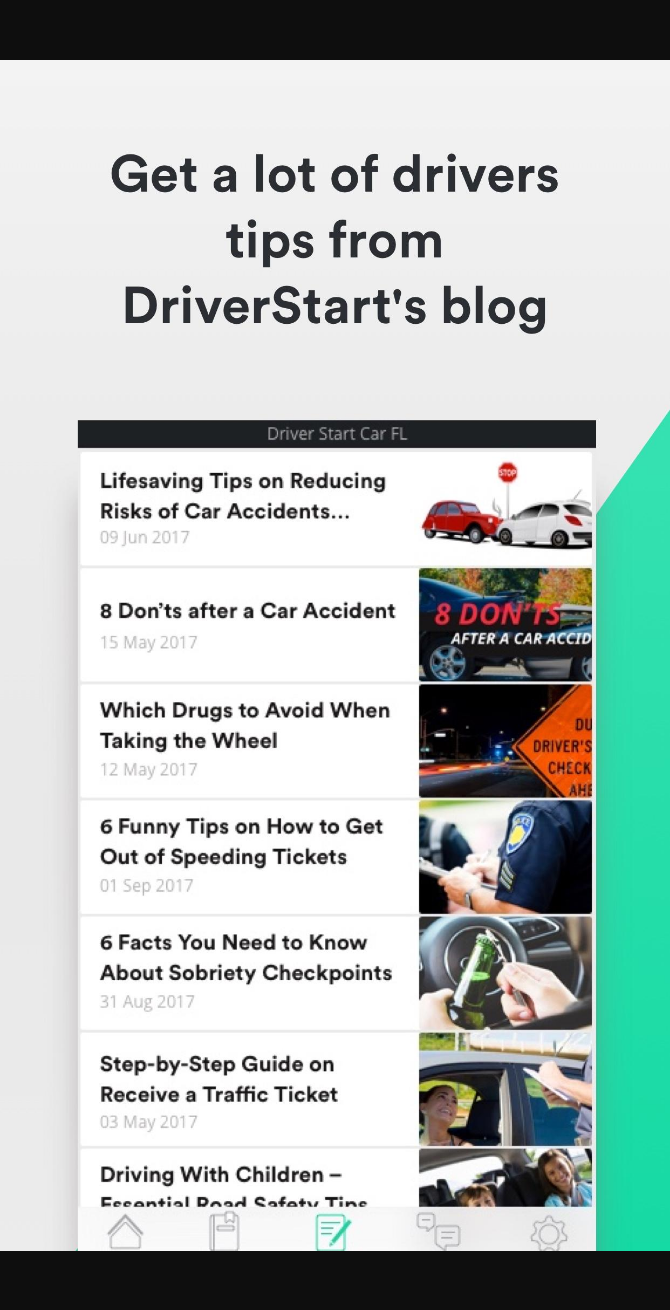 Get a lot of drivers
tips from
DriverStart's blog
Driver Start Car FL
Lifesaving Tips on Reducing
Risks of Car Accidents...
09 Jun 2017
STOP
8 Don'ts after a Car Accident
15 May 2017
8 DON'TS
AFTER A CAR ACCID
Which Drugs to Avoid When
Taking the Wheel
12 May 2017
DU
DRIVER'S
CHECK
AHE
6 Funny Tips on How to Get
Out of Speeding Tickets
01 Sep 2017
6 Facts You Need to Know
About Sobriety Checkpoints
31 Aug 2017
Step-by-Step Guide on
Receive a Traffic Ticket
03 May 2017
Driving With Children –
Essential Road Safety Tips